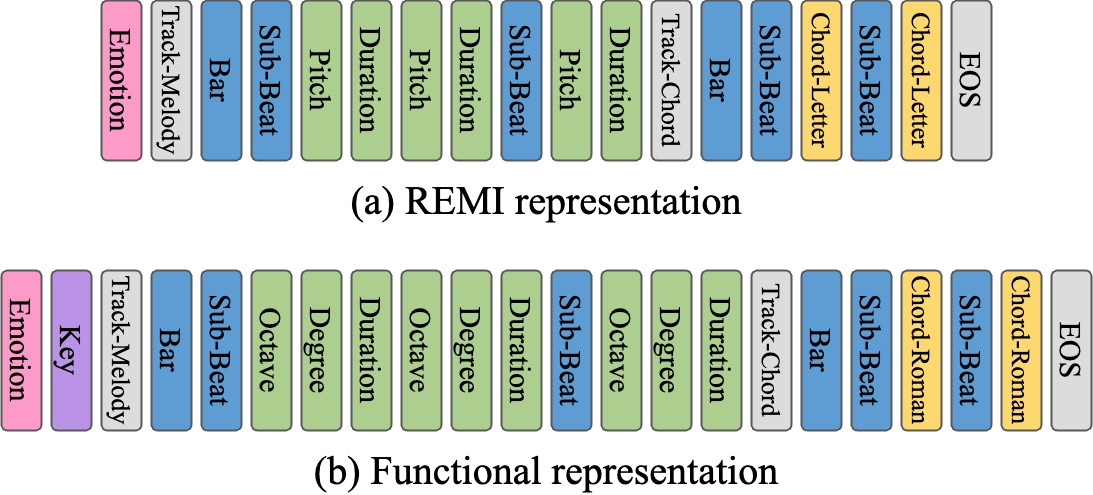 Emotion
Track-Melody
Bar
Sub-Beat
Pitch
Duration
Pitch
Duration
Sub-Beat
Pitch
Duration
Track-Chord
Bar
Sub-Beat
Chord-Letter
Sub-Beat
Chord-Letter
EOS
(a) REMI representation
Emotion
Key
Track-Melody
Bar
Sub-Beat
Octave
Degree
Duration
Octave
Degree
Duration
Sub-Beat
Octave
Degree
Duration
Track-Chord
Bar
Sub-Beat
Chord-Roman
Sub-Beat
Chord-Roman
EOS
(b) Functional representation